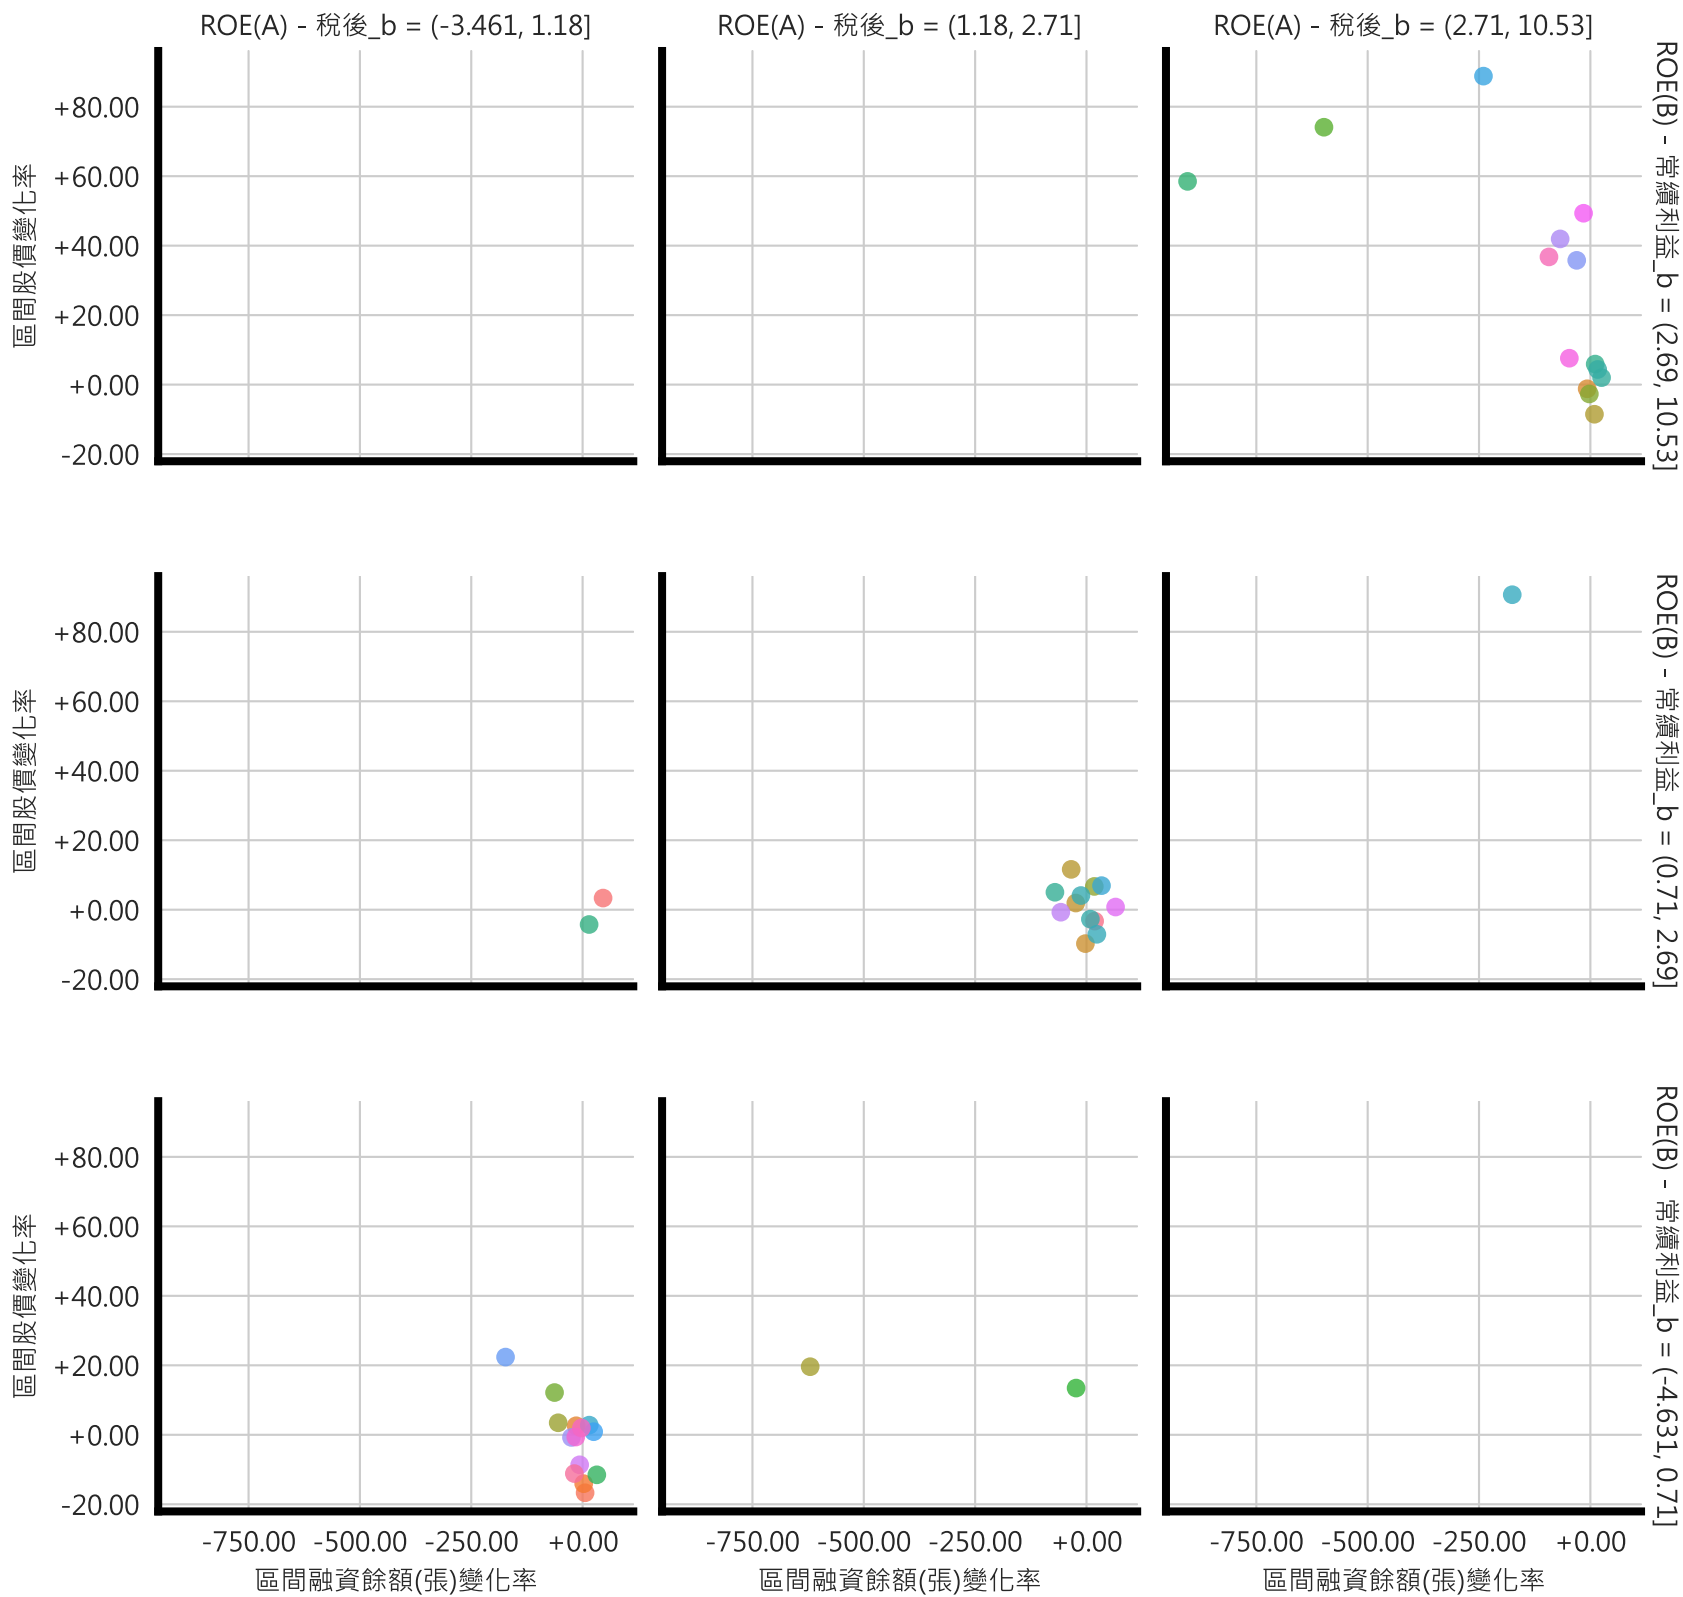 ROE(A) - 稅後_b = (-3.461, 1.18]
ROE(A) - 稅後_b = (1.18, 2.71]
ROE(A) - 稅後_b = (2.71, 10.53]
區間股價變化率
+80.00
+60.00
+40.00
+20.00
+0.00
-20.00
ROE(B) - 常續利益_b = (2.69, 10.53]
區間股價變化率
+80.00
+60.00
+40.00
+20.00
+0.00
-20.00
ROE(B) - 常續利益_b = (0.71, 2.69]
區間股價變化率
+80.00
+60.00
+40.00
+20.00
+0.00
-20.00
ROE(B) - 常續利益_b = (-4.631, 0.71]
-750.00 -500.00 -250.00 +0.00
-750.00 -500.00 -250.00 +0.00
-750.00 -500.00 -250.00 +0.00
區間融資餘額(張)變化率
區間融資餘額(張)變化率
區間融資餘額(張)變化率